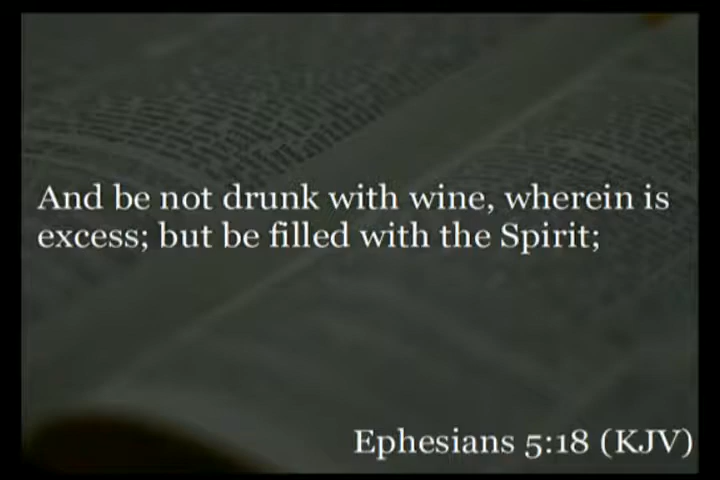 And be not drunk with wine, wherein is
excess; but be filled with the Spirit;
Ephesians 5:18 (KJV)